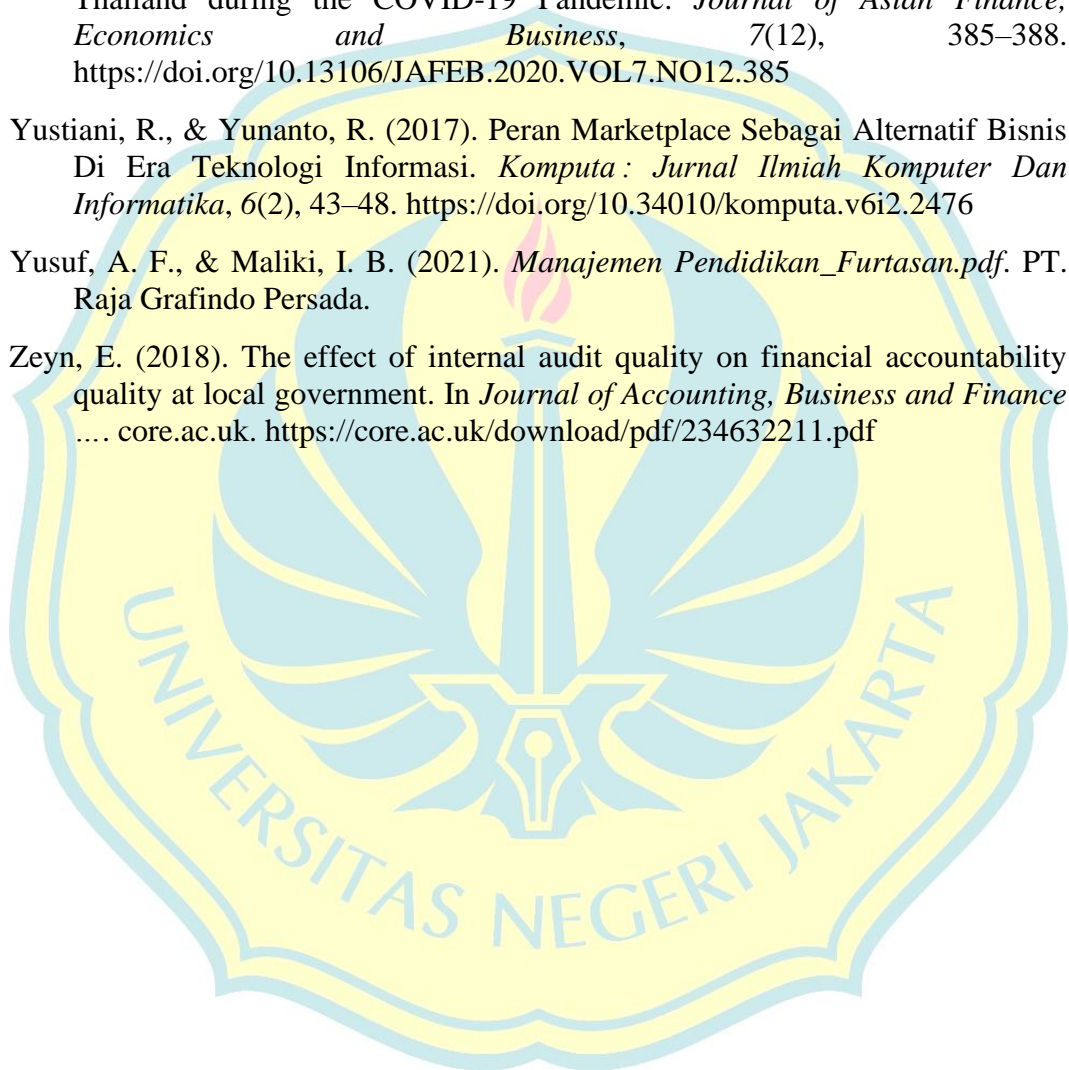 Thailand during the COVID-19 Pandemic. Journal of Asian Finance,
Economics and Business, 7(12), 385–388.
https://doi.org/10.13106/JAFEB.2020.VOL7.NO12.385
Yustiani, R., & Yunanto, R. (2017). Peran Marketplace Sebagai Alternatif Bisnis
Di Era Teknologi Informasi. Komputa : Jurnal Ilmiah Komputer Dan
Informatika, 6(2), 43–48. https://doi.org/10.34010/komputa.v6i2.2476
Yusuf, A. F., & Maliki, I. B. (2021). Manajemen Pendidikan_Furtasan.pdf. PT.
Raja Grafindo Persada.
Zeyn, E. (2018). The effect of internal audit quality on financial accountability
quality at local government. In Journal of Accounting, Business and Finance
…. core.ac.uk. https://core.ac.uk/download/pdf/234632211.pdf
UNIVERSITAS NEGERI JAKARTA